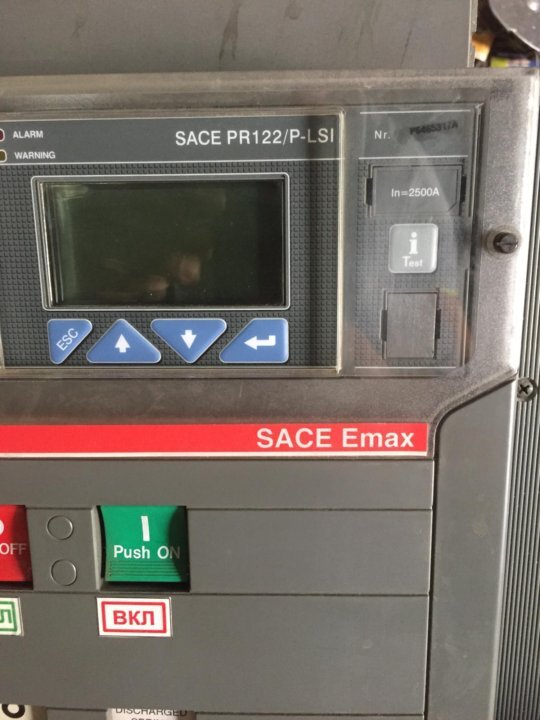 ALARM
SACE PR122/P-LSI
Nr.
WARNING
In=2500A
i
Test
ESC
SACE Emax
I
OFF
Push ON
ВКЛ
DISCHARGED